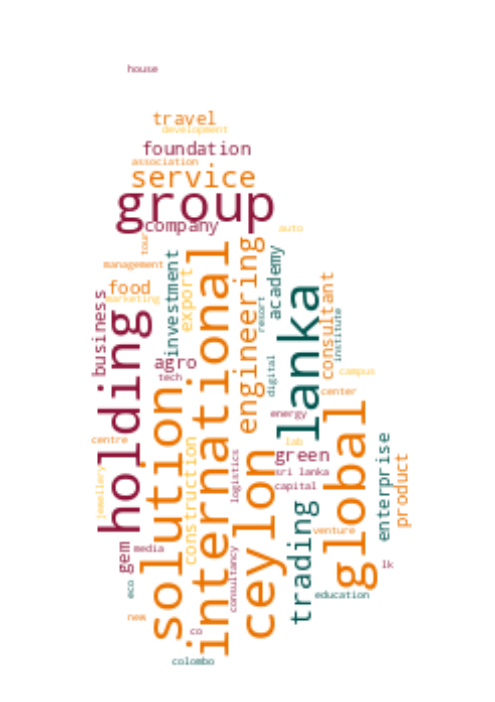 house
travel
development
foundation
association
service
group
company
auto
tour
management
food
marketing
business
holding
investment
export
international
engineering
academy
resort
lanka
consultant
institute
agro
tech
solution
digital
campus
center
energy
global
centre
lab
green
sri lanka
capital
ceylon
construction
logistics
jewellery
enterprise
product
trading
venture
gem
media
consultancy
lk
eco
education
new
co
colombo